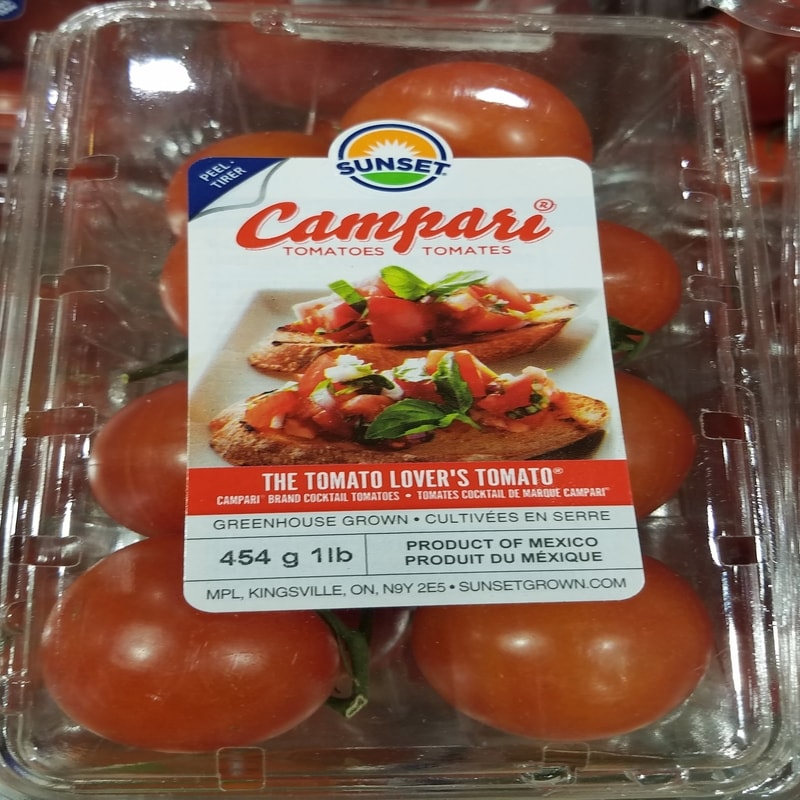 PEEL •
TIRER
SUNSET
Campari®
TOMATOES TOMATES
THE TOMATO LOVER'S TOMATO®
CAMPARI® BRAND COCKTAIL TOMATOES • TOMATES COCKTAIL DE MARQUE CAMPARI®
GREENHOUSE GROWN • CULTIVÉES EN SERRE
454 g 1lb
PRODUCT OF MEXICO
PRODUIT DU MÉXIQUE
MPL, KINGSVILLE, ON, N9Y 2E5 • SUNSETGROWN.COM